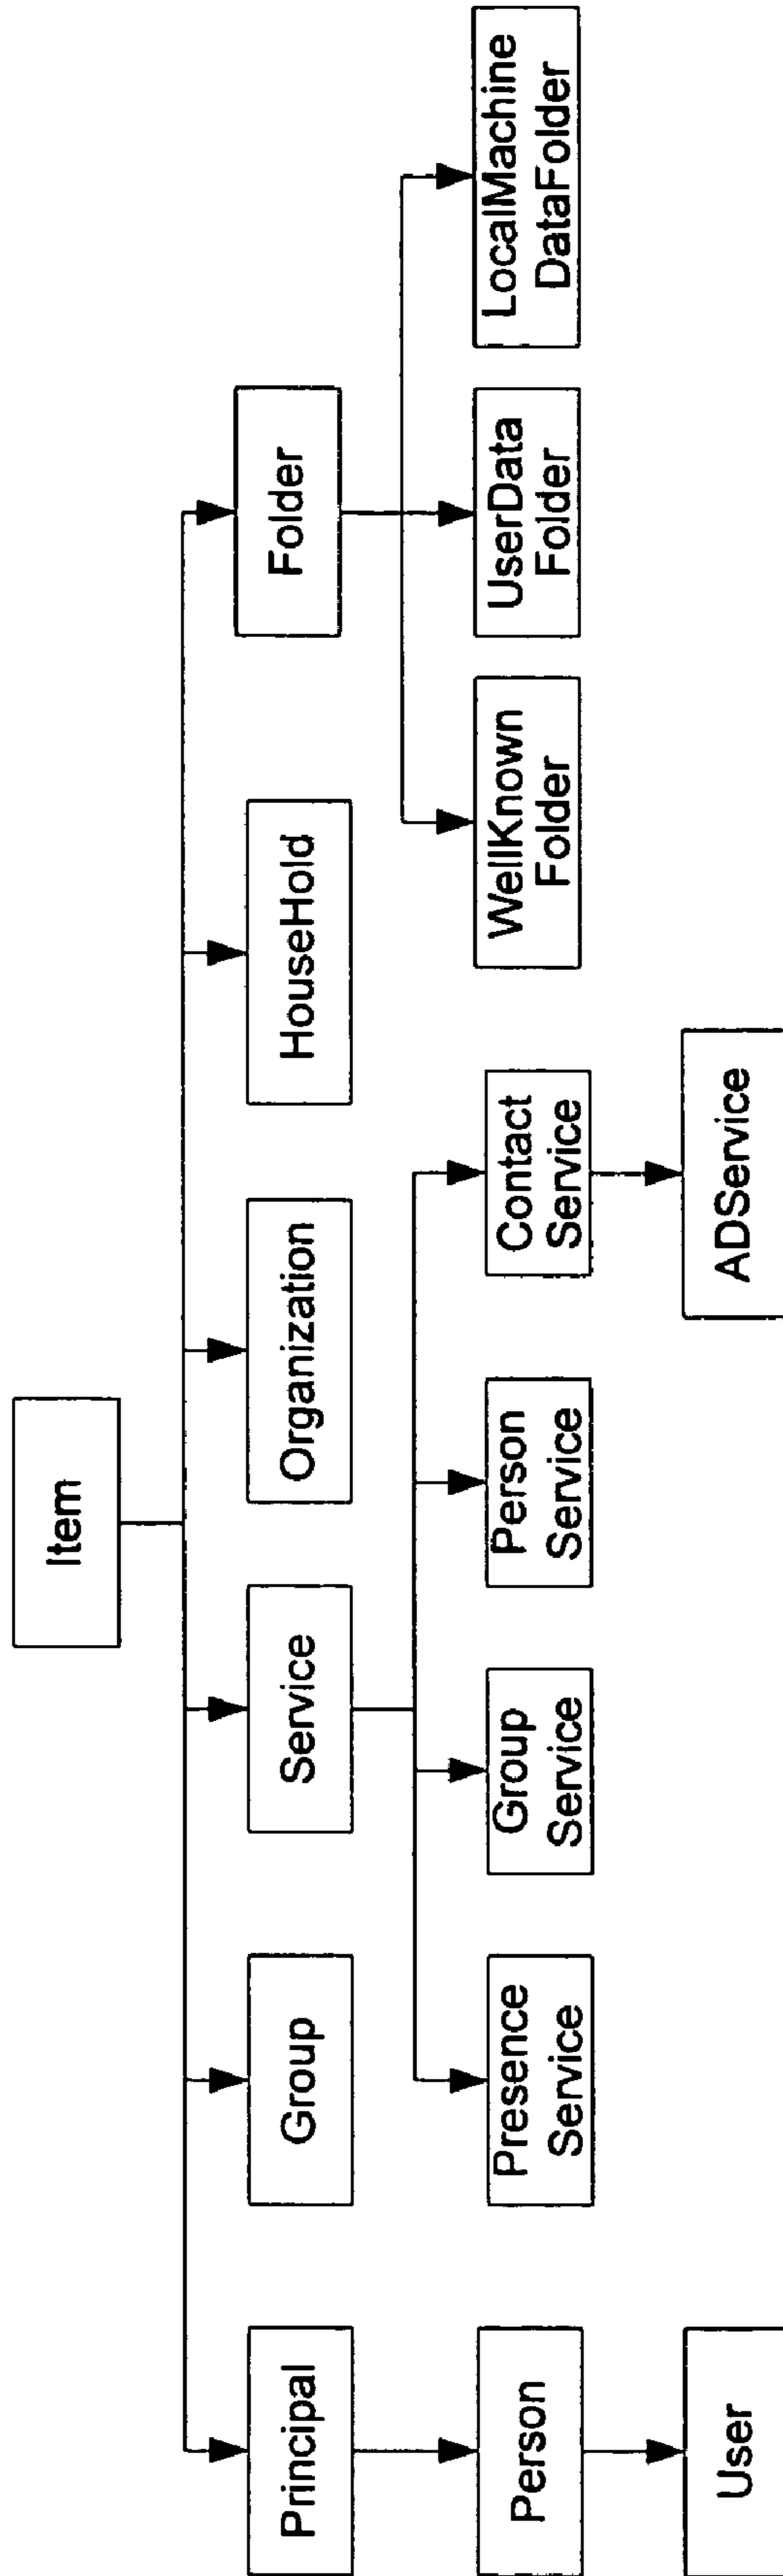 Item
Principal
Group
Service
Organization
HouseHold
Folder
Person
Presence
Service
Group
Service
Person
Service
Contact
Service
WellKnown
Folder
UserData
Folder
LocalMachine
DataFolder
User
ADService